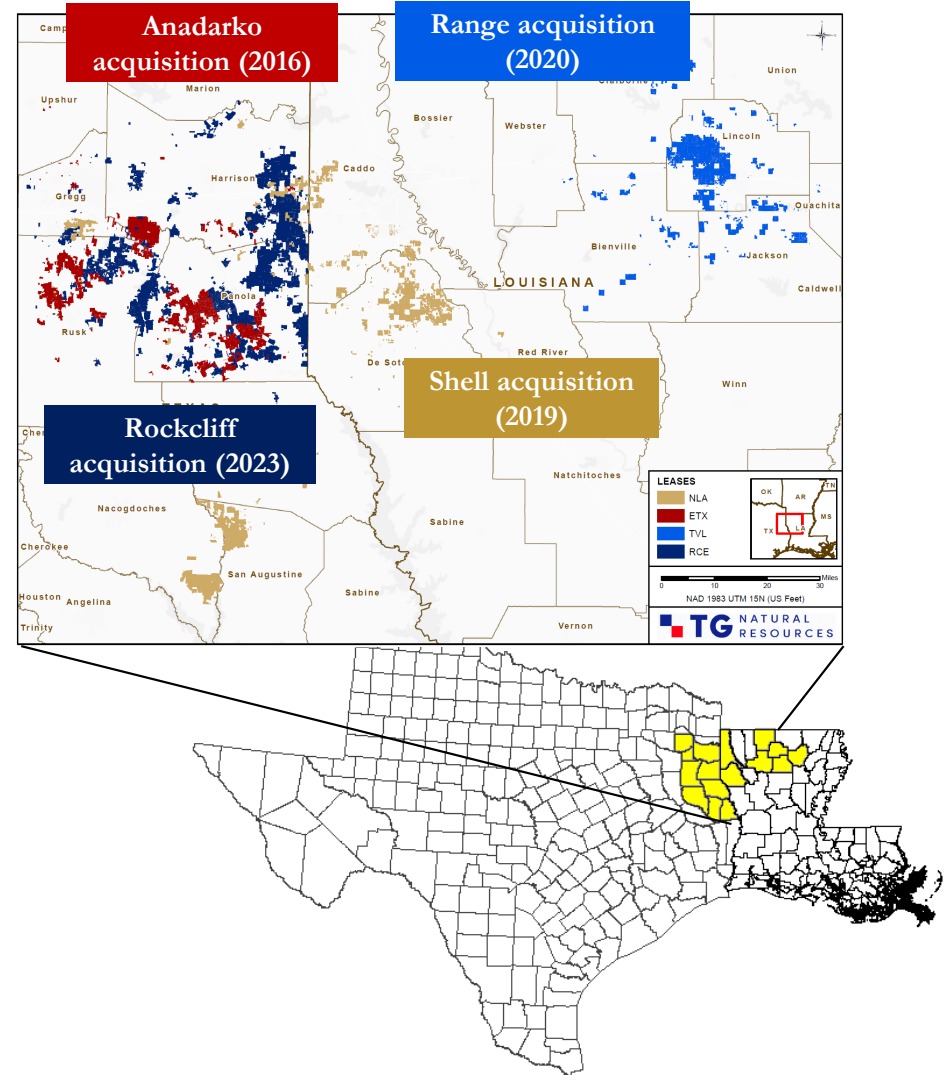 Anadarko
acquisition (2016)
Range acquisition
(2020)
Camp
Marion
Upshur
Union
Bossier
Webster
Lincoln
Harrison
Caddo
Gregg
Ouachita
Bienville
Jackson
LOUISIANA
Caldwell
Panola
Rusk
Red River
De Soto
Winn
Shell acquisition
(2019)
Rockcliff
acquisition (2023)
Natchitoches
Nacogdoches
Sabine
Cherokee
San Augustine
Sabine
Houston
Angelina
Trinity
Vernon
LEASES
NLA
ETX
TVL
RCE
OK
AR
TN
MS
TX
LA
0 10 20 30 Miles
NAD 1983 UTM 15N (US Feet)
TG NATURAL
RESOURCES